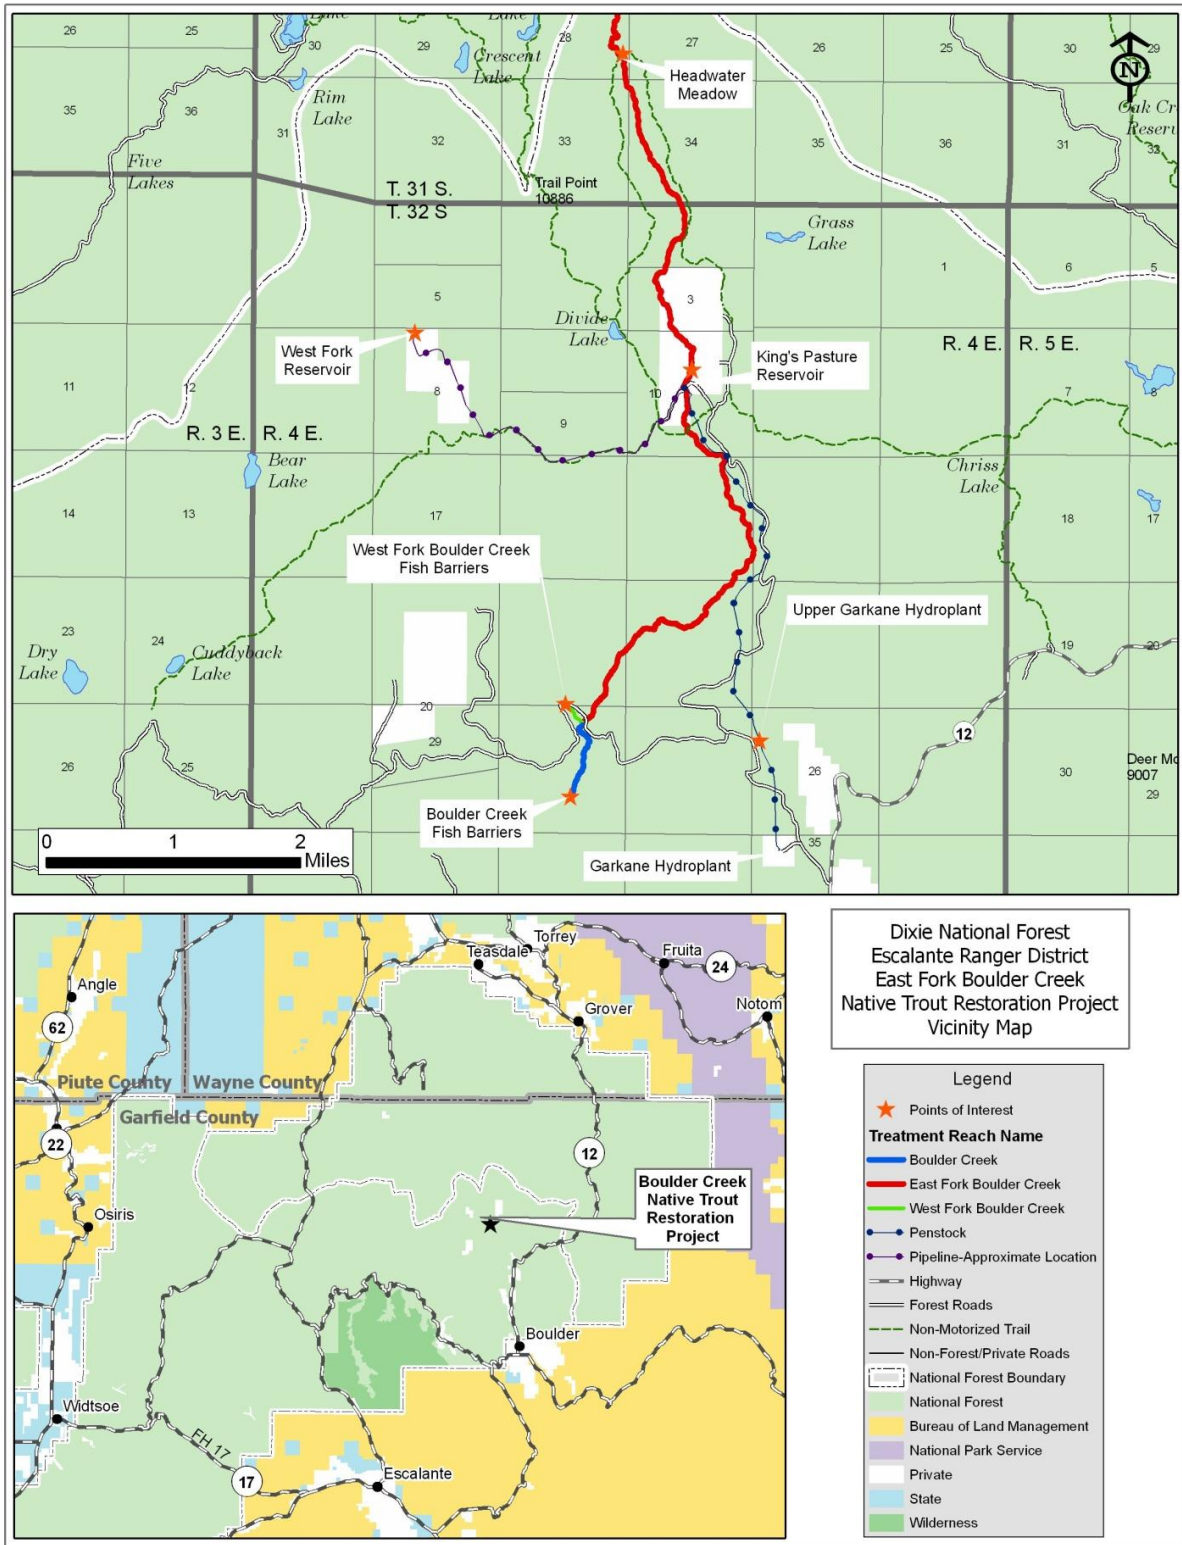 Lake
Lake
26
25
30
29
28
27
26
25
30
29
Crescent
Lake
Headwater
Meadow
N
35
36
31
Rim
Lake
32
33
34
35
36
31
32
Five
Lakes
T. 31 S.
T. 32 S
Trail Point
10886
Grass
Lake
5
3
1
6
5
Divide
Lake
West Fork
Reservoir
King's Pasture
Reservoir
R. 4 E.
R. 5 E.
11
12
8
9
10
7
8
R. 3 E.
R. 4 E.
Bear
Lake
Chriss
Lake
14
13
17
18
17
West Fork Boulder Creek
Fish Barriers
Upper Garkane Hydroplant
23
24
Dry
Lake
Cuddyback
Lake
19
20
20
29
12
26
25
26
30
29
9007
Boulder Creek
Fish Barriers
Garkane Hydroplant
35
0
1
2
Miles
Dixie National Forest
Escalante Ranger District
East Fork Boulder Creek
Native Trout Restoration Project
Vicinity Map
Torrey
Teasdale
Fruita
24
Angle
Grover
Notom
62
Piute County
Wayne County
Garfield County
22
12
Boulder Creek
Native Trout
Restoration
Project
Osiris
Boulder
Widtsoe
FH 17
17
Escalante
Legend
Points of Interest
Treatment Reach Name
Boulder Creek
East Fork Boulder Creek
West Fork Boulder Creek
Penstock
Pipeline-Approximate Location
Highway
Forest Roads
Non-Motorized Trail
Non-Forest/Private Roads
National Forest Boundary
National Forest
Bureau of Land Management
National Park Service
Private
State
Wilderness